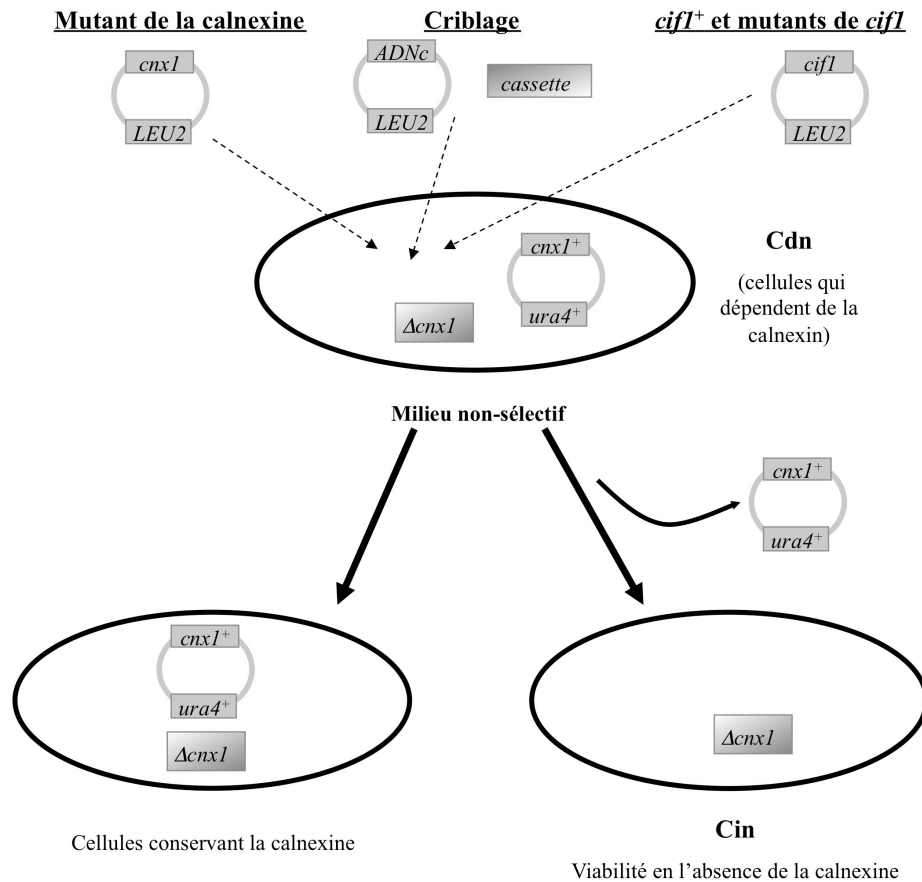 Mutant de la calnexine
Criblage
cif1+ et mutants de cif1
cnx1
LEU2
ADNc
LEU2
cassette
cif1
LEU2
cnx1+
ura4+
Δcnx1
Cdn
(cellules qui
dépendent de la
calnexin)
Milieu non-sélectif
cnx1+
ura4+
cnx1+
ura4+
Δcnx1
Δcnx1
Cellules conservant la calnexine
Cin
Viabilité en l’absence de la calnexine